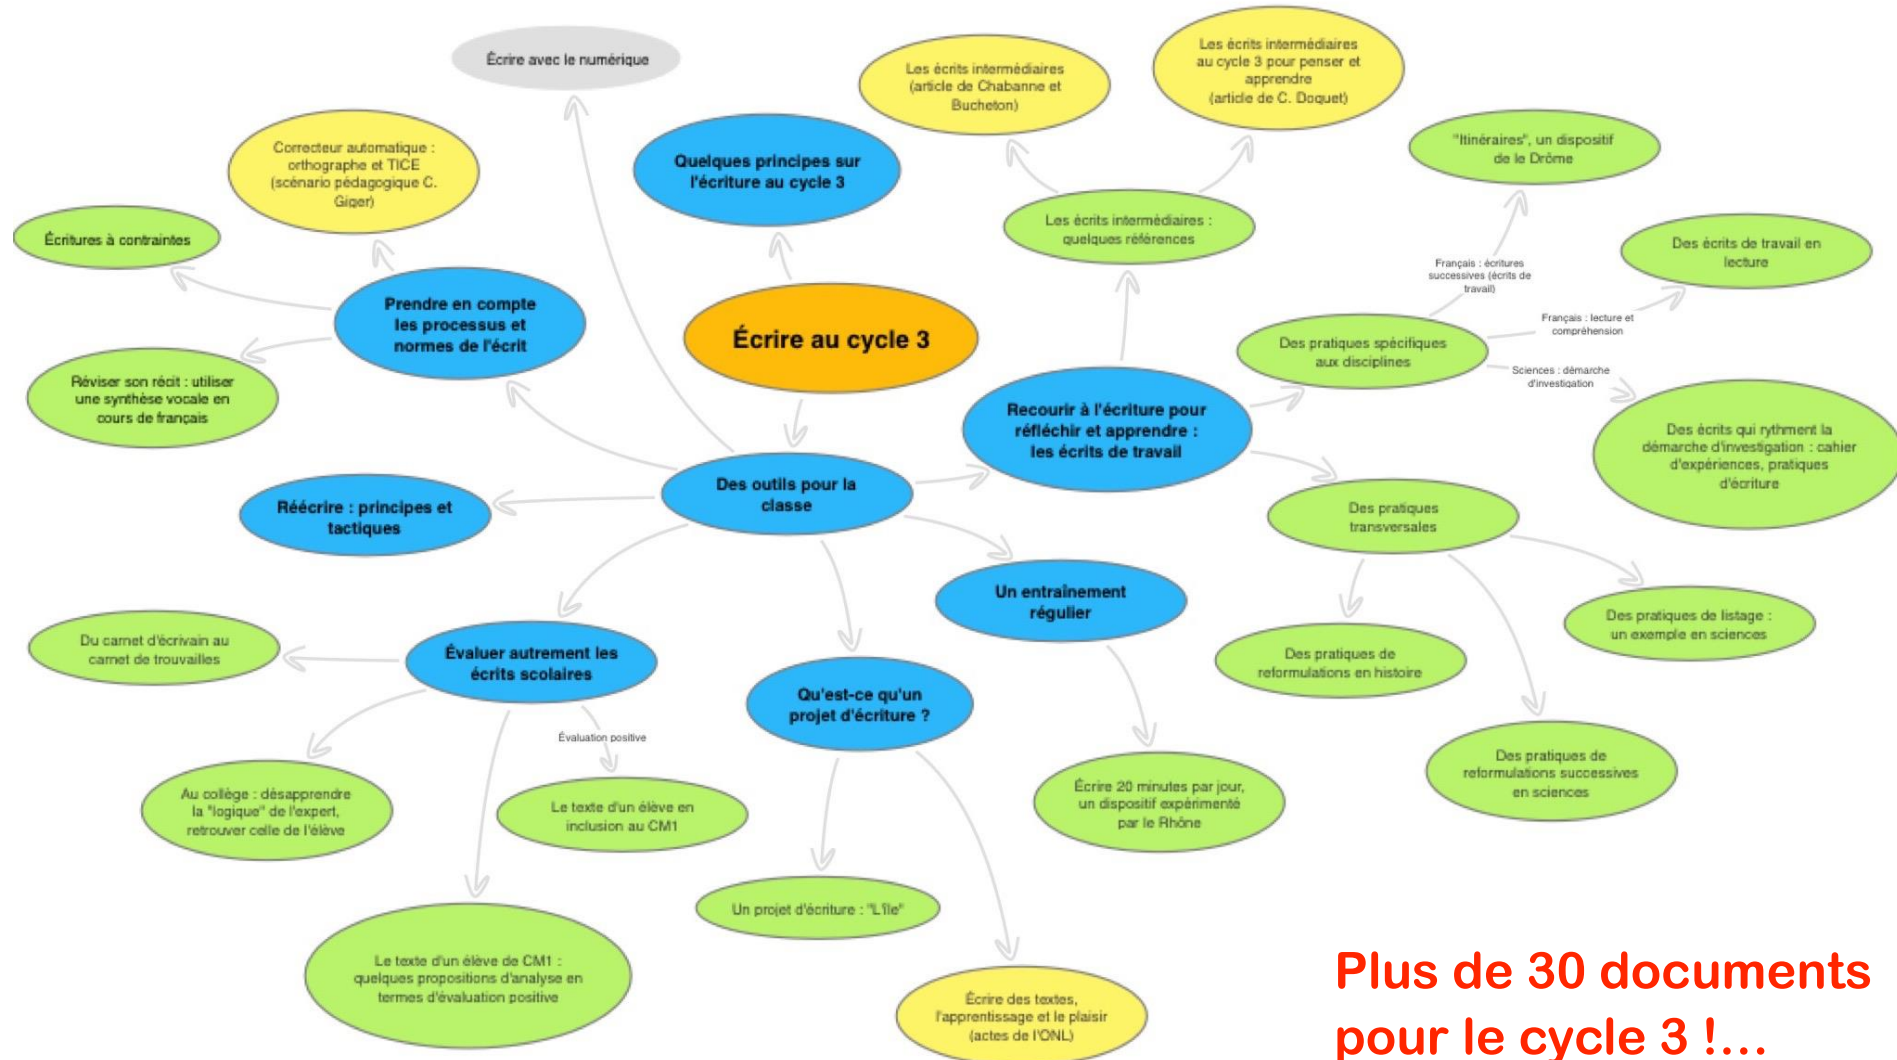 Écrire avec le numérique
Les écrits intermédiaires
(article de Chabanne et
Bucheton)
Les écrits intermédiaires
au cycle 3 pour penser et
apprendre
(article de C. Doquet)
Correcteur automatique :
orthographe et TICE
(scénario pédagogique C.
Giger)
Quelques principes sur
l'écriture au cycle 3
"Itinéraires", un dispositif
de le Drôme
Écritures à contraintes
Les écrits intermédiaires :
quelques références
Des écrits de travail en
lecture
Français : écritures
successives (écrits de
travail)
Prendre en compte
les processus et
normes de l'écrit
Écrire au cycle 3
Français : lecture et
compréhension
Des pratiques spécifiques
aux disciplines
Sciences : démarche
d'investigation
Réviser son récit : utiliser
une synthèse vocale en
cours de français
Recourir à l'écriture pour
réfléchir et apprendre :
les écrits de travail
Des écrits qui rythment la
démarche d'investigation : cahier
d'expériences, pratiques
d'écriture
Réécrire : principes et
tactiques
Des outils pour la
classe
Des pratiques
transversales
Un entraînement
régulier
Des pratiques de listage :
un exemple en sciences
Du carnet d'écrivain au
carnet de trouvailles
Évaluer autrement les
écrits scolaires
Des pratiques de
reformulations en histoire
Qu'est-ce qu'un
projet d'écriture ?
Évaluation positive
Des pratiques de
reformulations successives
en sciences
Au collège : désapprendre
la "logique" de l'expert,
retrouver celle de l'élève
Le texte d'un élève en
inclusion au CM1
Écrire 20 minutes par jour,
un dispositif expérimenté
par le Rhône
Un projet d'écriture : "L'île"
Le texte d'un élève de CM1 :
quelques propositions d'analyse en
termes d'évaluation positive
Écrire des textes,
l'apprentissage et le plaisir
(actes de l'ONL)
Plus de 30 documents
pour le cycle 3 !...